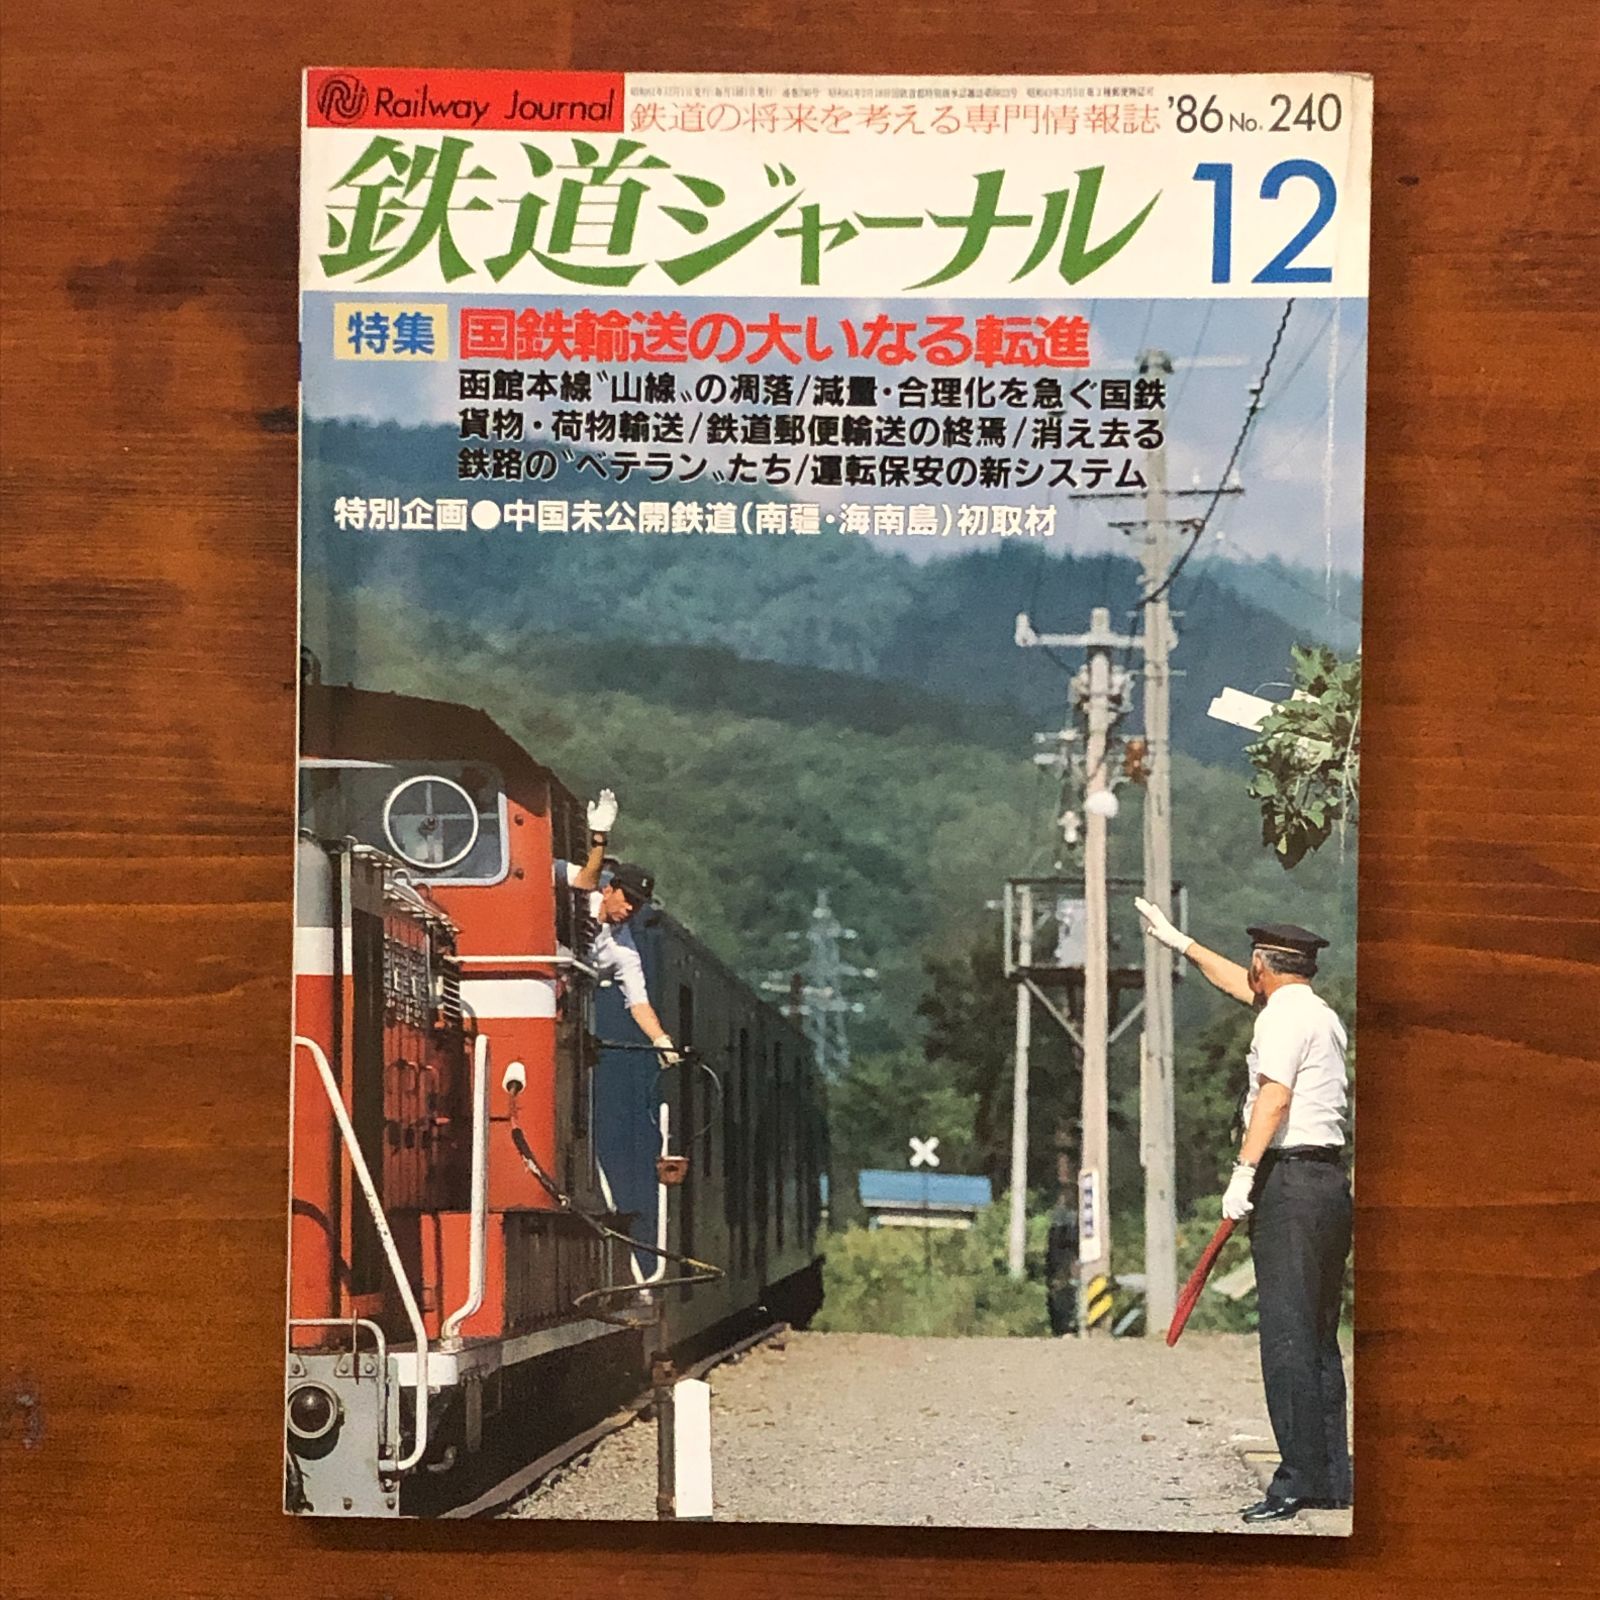 Railway Journal
鉄道の将来を考える専門情報誌 '86 No.240
鉄道ジャーナル 12
特集 国鉄輸送の大いなる転進
函館本線〝山線〟の凋落/減量・合理化を急ぐ国鉄
貨物・荷物輸送/鉄道郵便輸送の終焉/消え去る
鉄路の〝ベテラン〟たち/運転保安の新システム
特別企画●中国未公開鉄道(南疆・海南島)初取材